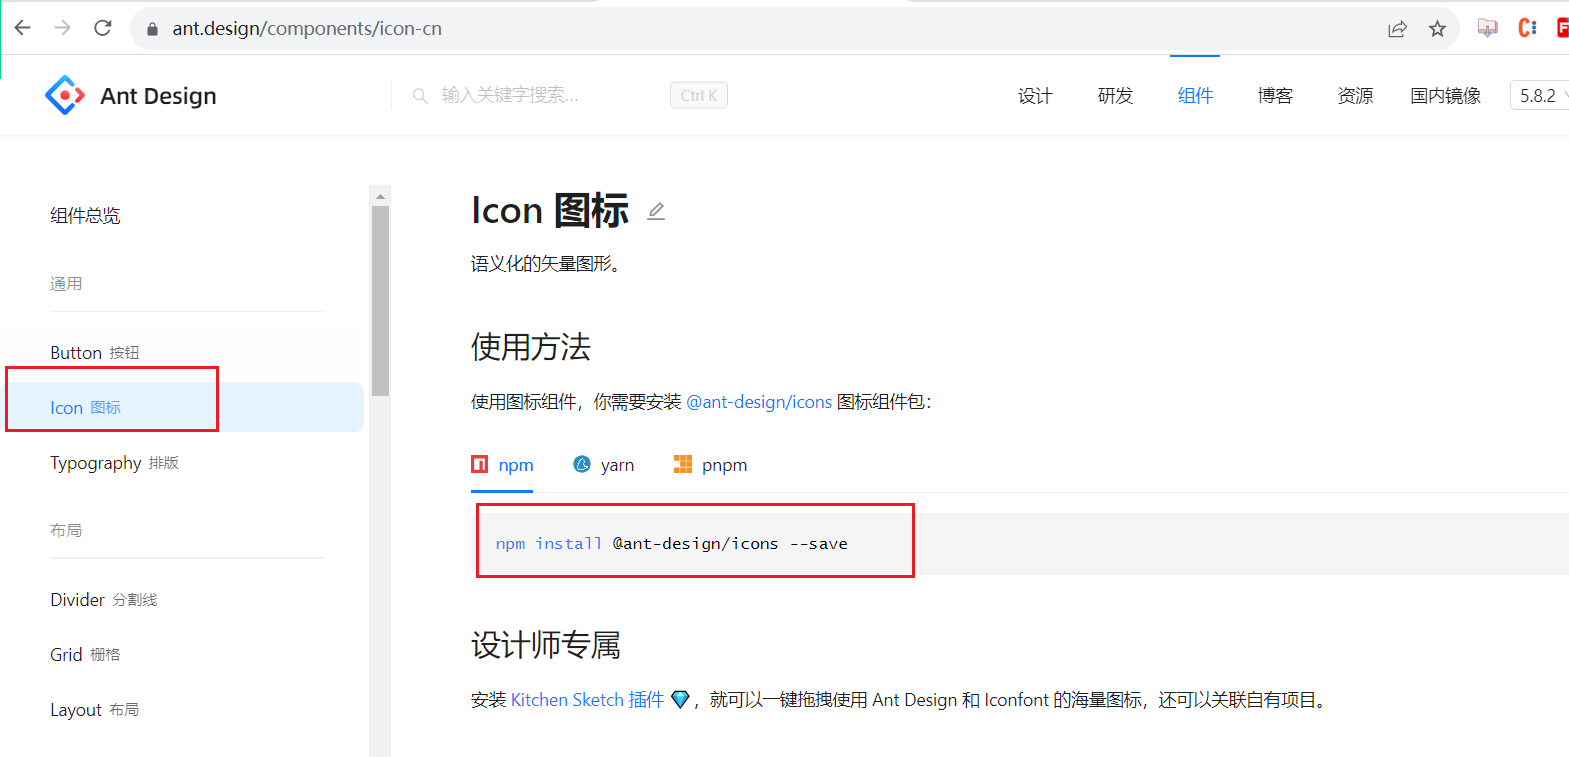 ant.design/components/icon-cn
Ant Design
输入关键字搜索...
Ctrl K
设计
研发
组件
博客
资源
国内镜像
5.8.2
组件总览
通用
Button 按钮
Icon 图标
Typography 排版
布局
Divider 分割线
Grid 栅格
Layout 布局
Icon 图标
语义化的矢量图形。
使用方法
使用图标组件，你需要安装 @ant-design/icons 图标组件包：
npm
yarn
pnpm
npm install @ant-design/icons --save
设计师专属
安装 Kitchen Sketch 插件 💎，就可以一键拖拽使用 Ant Design 和 Iconfont 的海量图标，还可以关联自有项目。